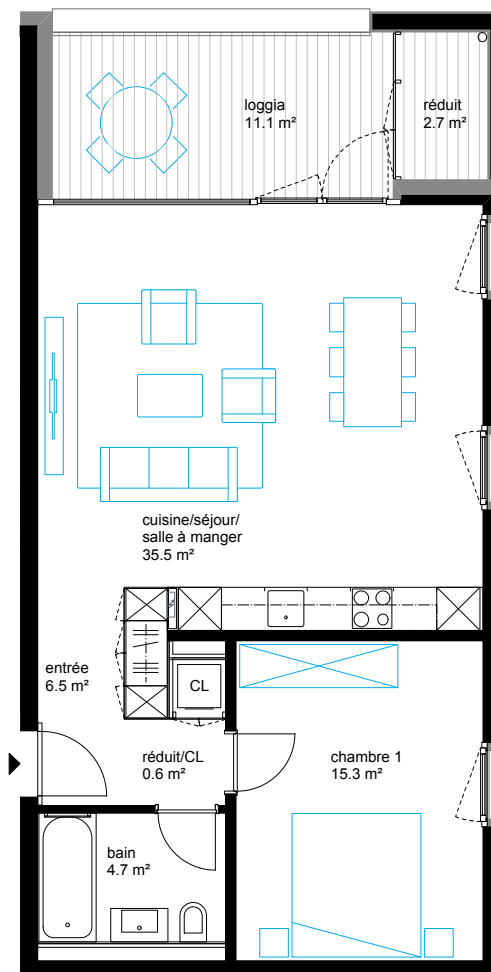 loggia
11.1 m²
réduit
2.7 m²
cuisine/séjour/
salle à manger
35.5 m²
entrée
6.5 m²
CL
réduit/CL
0.6 m²
chambre 1
15.3 m²
bain
4.7 m²